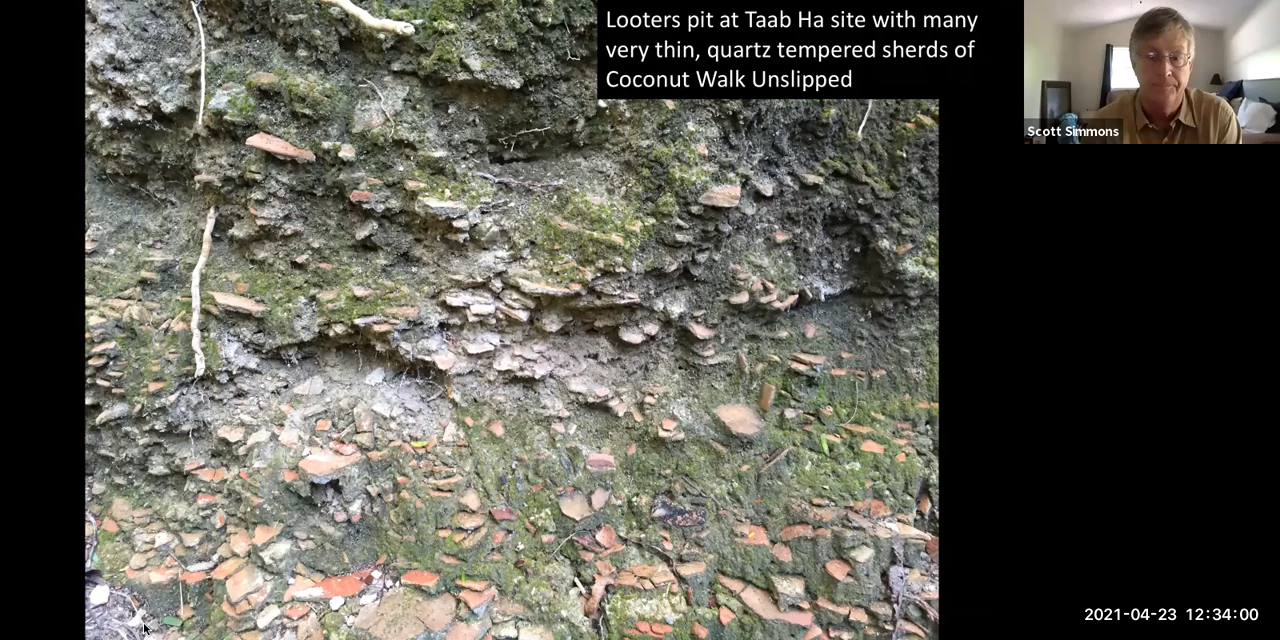 Looters pit at Taab Ha site with many
very thin, quartz tempered sherds of
Coconut Walk Unslipped
Scott Simmons
2021-04-23 12:34:00